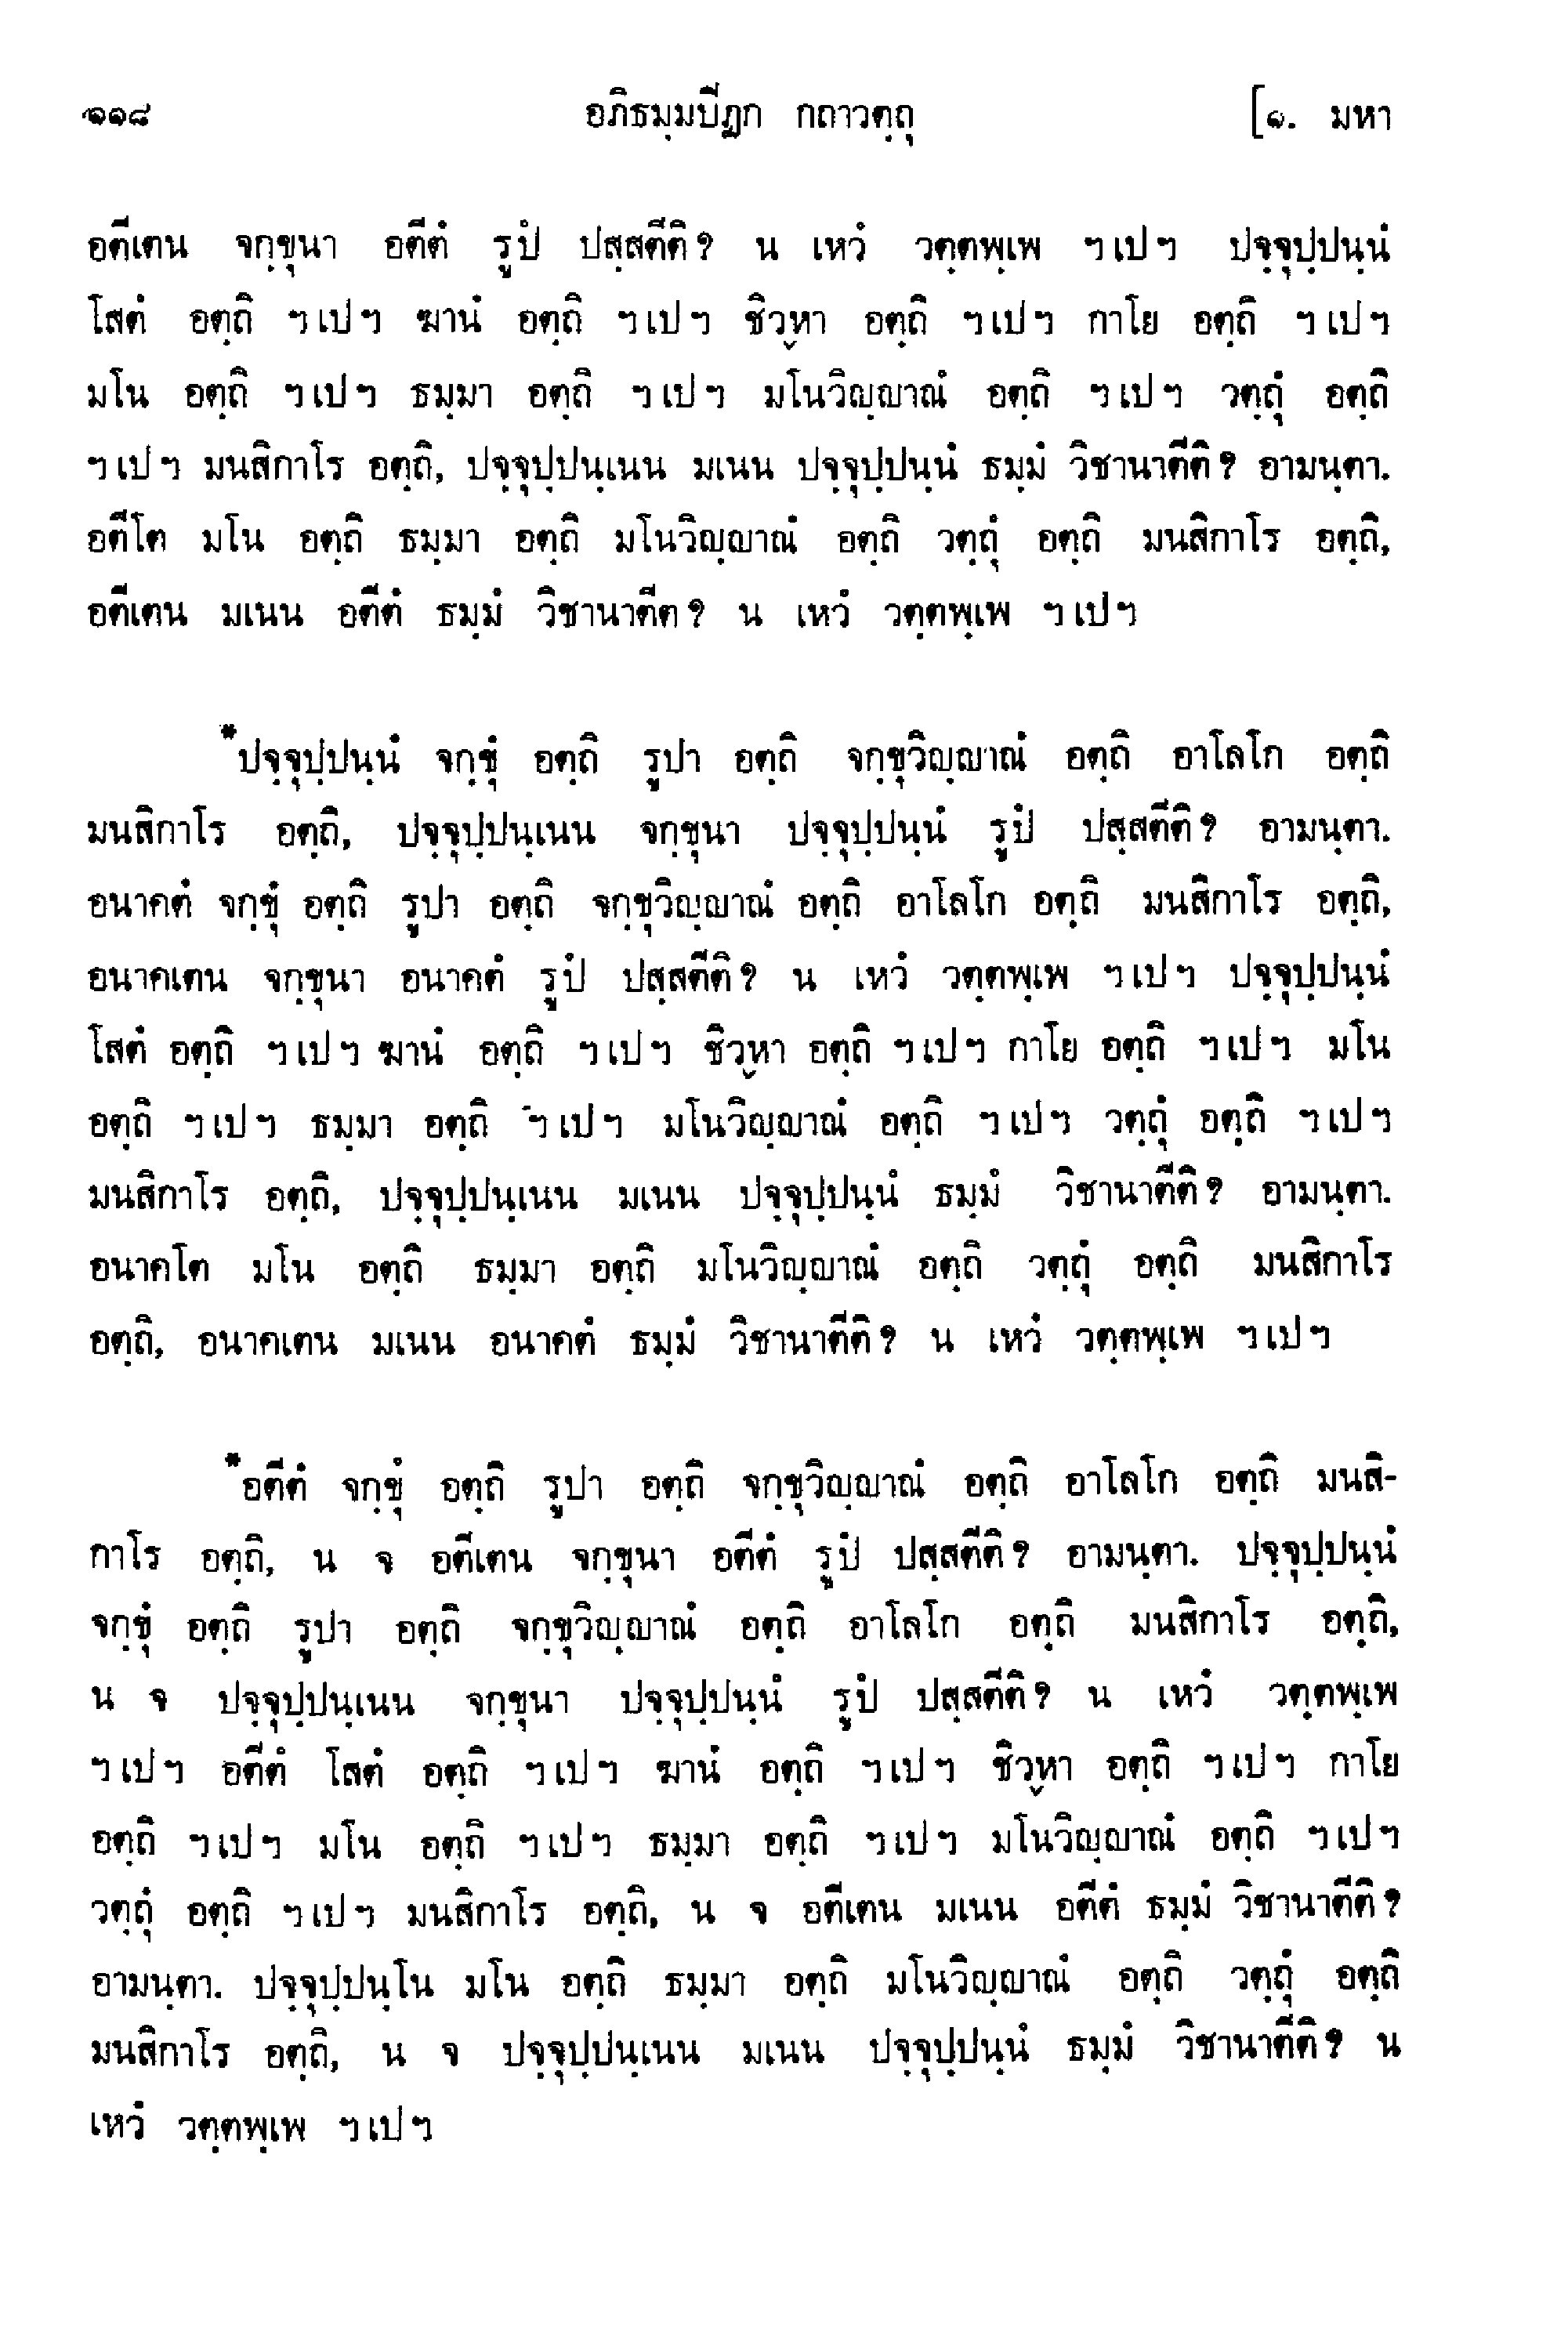 ๑๑๘ อภิธมฺมปีฏก กถาวตฺถุ [๑. มหา
อตีเตน จกฺขุนา อตีตํ รูปํ ปสฺสตีติ? น เหวํ วตฺตพฺเพ ฯเปฯ ปจฺจุปฺปนฺนํ
โสตํ อตฺถิ ฯเปฯ ฆานํ อตฺถิ ฯเปฯ ชิวฺหา อตฺถิ ฯเปฯ กาโย อตฺถิ ฯเปฯ
มโน อตฺถิ ฯเปฯ ธมฺมา อตฺถิ ฯเปฯ มโนวิญฺญาณํ อตฺถิ ฯเปฯ วตฺถุํ อตฺถิ
ฯเปฯ มนสิกาโร อตฺถิ, ปจฺจุปฺปนฺเนน มเนน ปจฺจุปฺปนฺนํ ธมฺมํ วิชานาตีติ? อามนฺตา.
อตีโต มโน อตฺถิ ธมฺมา อตฺถิ มโนวิญฺญาณํ อตฺถิ วตฺถุํ อตฺถิ มนสิกาโร อตฺถิ,
อตีเตน มเนน อตีตํ ธมฺมํ วิชานาตีต? น เหวํ วตฺตพฺเพ ฯเปฯ
*ปจฺจุปฺปนฺนํ จกฺขุํ อตฺถิ รูปา อตฺถิ จกฺขุวิญฺญาณํ อตฺถิ อาโลโก อตฺถิ
มนสิกาโร อตฺถิ, ปจฺจุปฺปนฺเนน จกฺขุนา ปจฺจุปฺปนฺนํ รูปํ ปสฺสตีติ? อามนฺตา.
อนาคตํ จกฺขุํ อตฺถิ รูปา อตฺถิ จกฺขุวิญฺญาณํ อตฺถิ อาโลโก อตฺถิ มนสิกาโร อตฺถิ,
อนาคเตน จกฺขุนา อนาคตํ รูปํ ปสฺสตีติ? น เหวํ วตฺตพฺเพ ฯเปฯ ปจฺจุปฺปนฺนํ
โสตํ อตฺถิ ฯเปฯ ฆานํ อตฺถิ ฯเปฯ ชิวฺหา อตฺถิ ฯเปฯ กาโย อตฺถิ ฯเปฯ มโน
อตฺถิ ฯเปฯ ธมฺมา อตฺถิ ฯเปฯ มโนวิญฺญาณํ อตฺถิ ฯเปฯ วตฺถุํ อตฺถิ ฯเปฯ
มนสิกาโร อตฺถิ, ปจฺจุปฺปนฺเนน มเนน ปจฺจุปฺปนฺนํ ธมฺมํ วิชานาตีติ? อามนฺตา.
อนาคโต มโน อตฺถิ ธมฺมา อตฺถิ มโนวิญฺญาณํ อตฺถิ วตฺถุํ อตฺถิ มนสิกาโร
อตฺถิ, อนาคเตน มเนน อนาคตํ ธมฺมํ วิชานาตีติ? น เหวํ วตฺตพฺเพ ฯเปฯ
*อตีตํ จกฺขุํ อตฺถิ รูปา อตฺถิ จกฺขุวิญฺญาณํ อตฺถิ อาโลโก อตฺถิ มนสิ-
กาโร อตฺถิ, น จ อตีเตน จกฺขุนา อตีตํ รูปํ ปสฺสตีติ? อามนฺตา. ปจฺจุปฺปนฺนํ
จกฺขุํ อตฺถิ รูปา อตฺถิ จกฺขุวิญฺญาณํ อตฺถิ อาโลโก อตฺถิ มนสิกาโร อตฺถิ,
น จ ปจฺจุปฺปนฺเนน จกฺขุนา ปจฺจุปฺปนฺนํ รูปํ ปสฺสตีติ? น เหวํ วตฺตพฺเพ
ฯเปฯ อตีตํ โสตํ อตฺถิ ฯเปฯ ฆานํ อตฺถิ ฯเปฯ ชิวฺหา อตฺถิ ฯเปฯ กาโย
อตฺถิ ฯเปฯ มโน อตฺถิ ฯเปฯ ธมฺมา อตฺถิ ฯเปฯ มโนวิญฺญาณํ อตฺถิ ฯเปฯ
วตฺถุํ อตฺถิ ฯเปฯ มนสิกาโร อตฺถิ, น จ อตีเตน มเนน อตีตํ ธมฺมํ วิชานาตีติ?
อามนฺตา. ปจฺจุปฺปนฺโน มโน อตฺถิ ธมฺมา อตฺถิ มโนวิญฺญาณํ อตฺถิ วตฺถุํ อตฺถิ
มนสิกาโร อตฺถิ, น จ ปจฺจุปฺปนฺเนน มเนน ปจฺจุปฺปนฺนํ ธมฺมํ วิชานาตีติ? น
เหวํ วตฺตพฺเพ ฯเปฯ